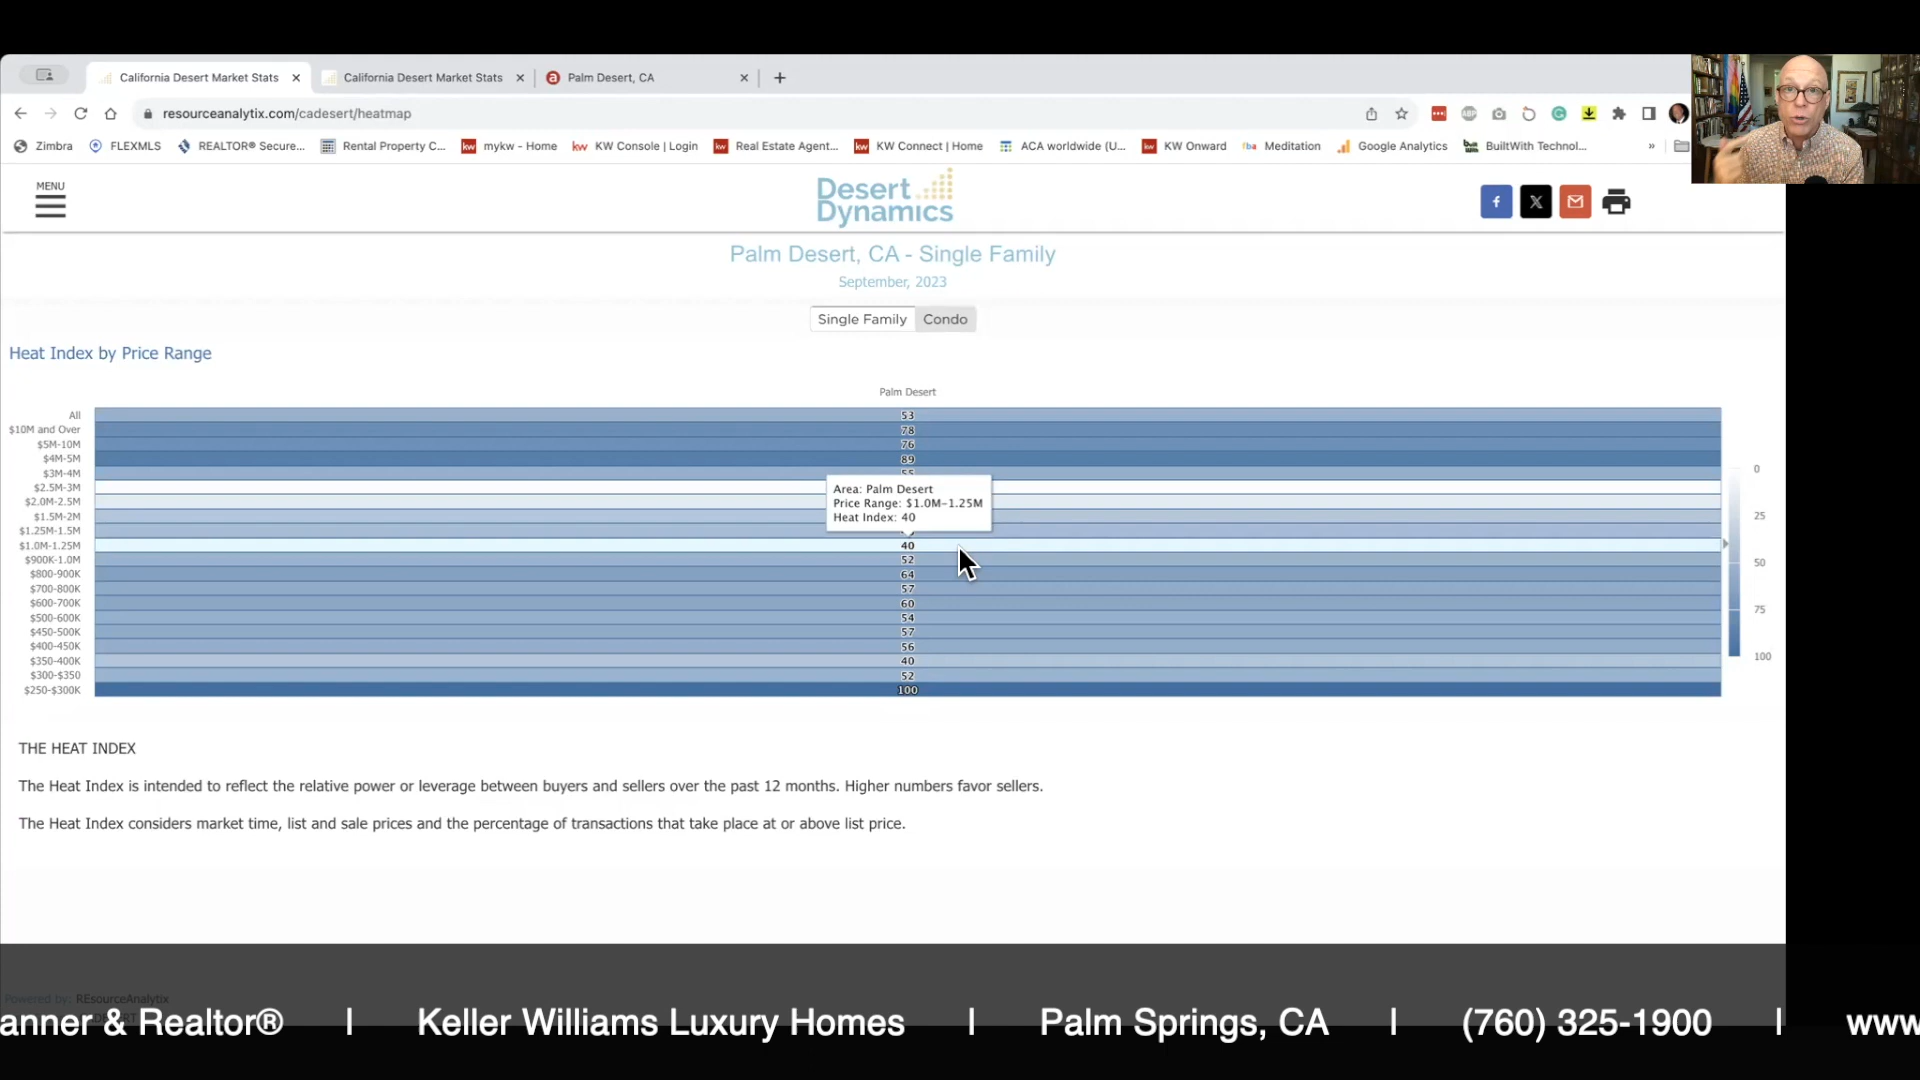 California Desert Market Stats
California Desert Market Stats
Palm Desert, CA
resourceanalytix.com/cadesert/heatmap
Zimbra
FLEXMLS
REALTOR® Secure...
Rental Property C...
mykw - Home
KW Console | Login
Real Estate Agent...
KW Connect | Home
ACA worldwide (U...
KW Onward
Meditation
Google Analytics
BuiltWith Technol...
»
MENU
Desert
Dynamics
Palm Desert, CA - Single Family
September, 2023
Single Family
Condo
Heat Index by Price Range
Palm Desert
All 53
$10M and Over 78
$5M-10M 76
$4M-5M 89
$3M-4M 55
$2.5M-3M
$2.0M-2.5M
$1.5M-2M
$1.25M-1.5M
$1.0M-1.25M 40
$900K-1.0M 52
$800-900K 64
$700-800K 57
$600-700K 60
$500-600K 54
$450-500K 57
$400-450K 56
$350-400K 40
$300-$350 52
$250-$300K 100
Area: Palm Desert
Price Range: $1.0M–1.25M
Heat Index: 40
0
25
50
75
100
THE HEAT INDEX
The Heat Index is intended to reflect the relative power or leverage between buyers and sellers over the past 12 months. Higher numbers favor sellers.
The Heat Index considers market time, list and sale prices and the percentage of transactions that take place at or above list price.
Powered by: REsourceAnalytix
anner & Realtor® | Keller Williams Luxury Homes | Palm Springs, CA | (760) 325-1900 | www